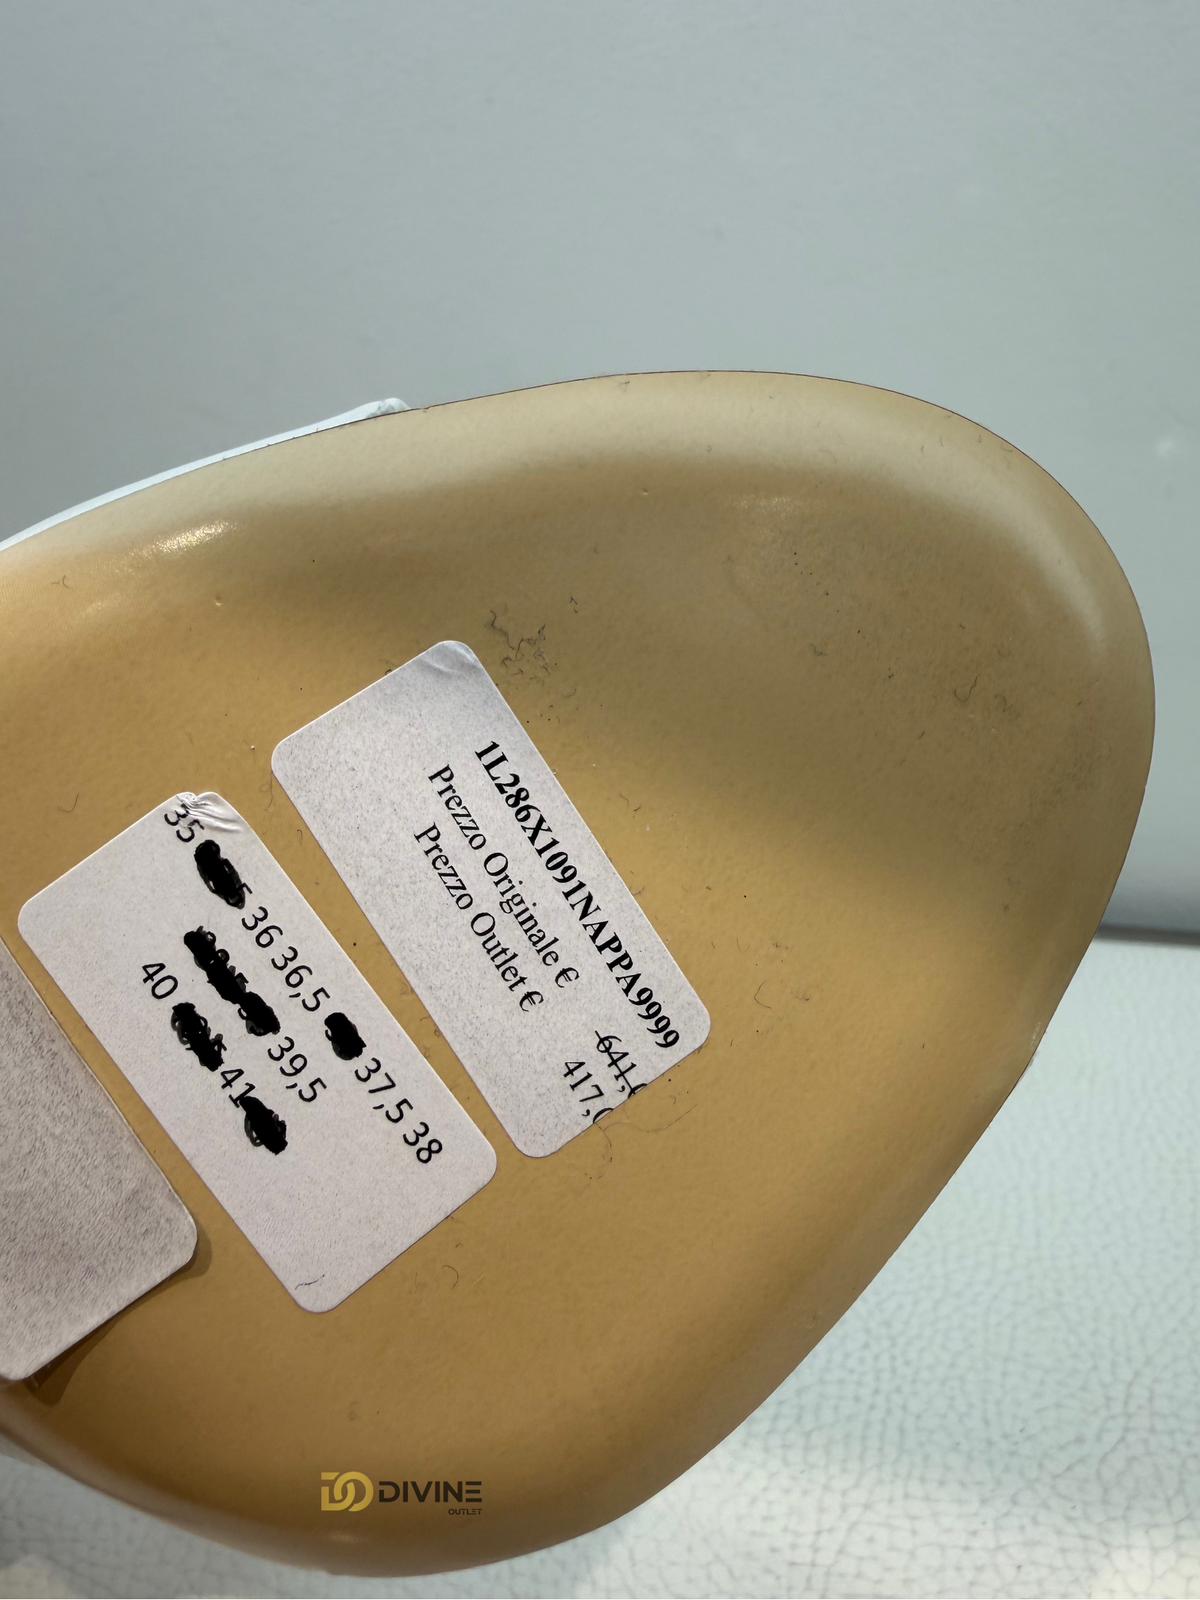 1L286X1091NAPPA9999
Prezzo Originale € 641,
Prezzo Outlet € 417,
35 36 36,5 37,5 38
39,5
40 41
DIVINE
OUTLET